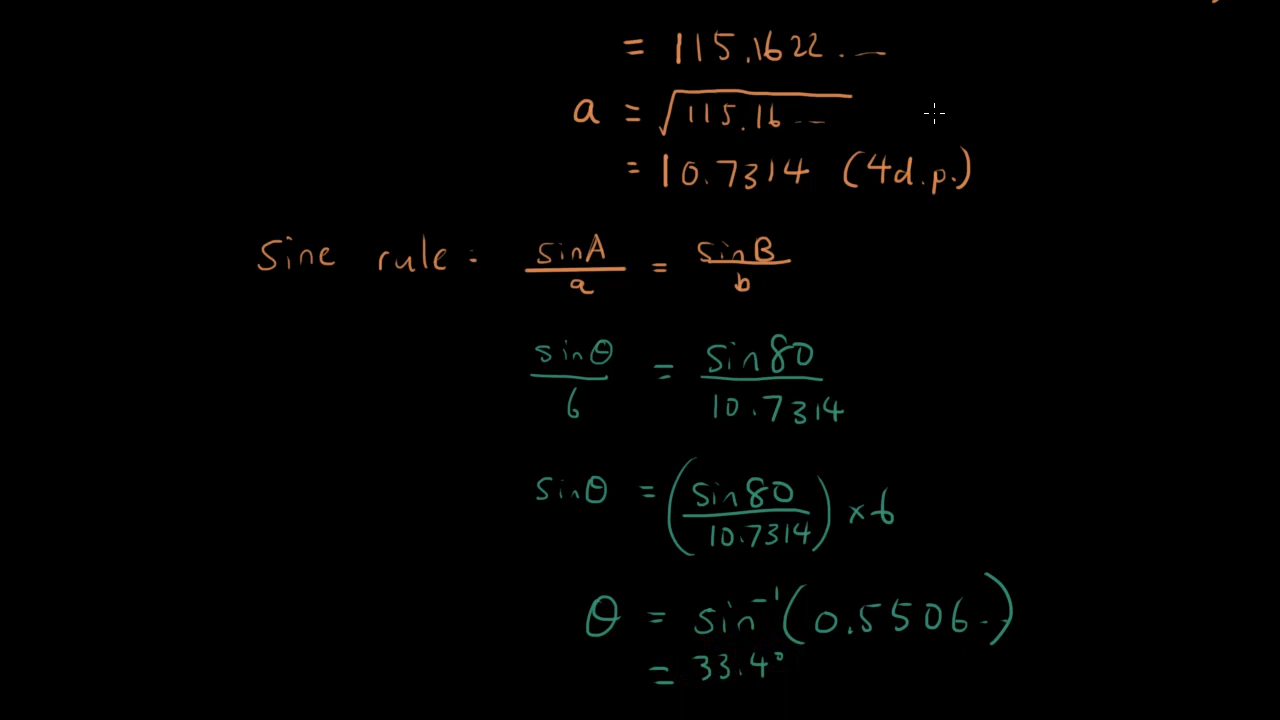 = 115.1622...
a = √115.16...
= 10.7314 (4d.p.)
Sine rule: sinA/a = sinB/b
sinθ/6 = sin80/10.7314
sinθ = (sin80/10.7314) × 6
θ = sin⁻¹(0.5506..)
= 33.4°